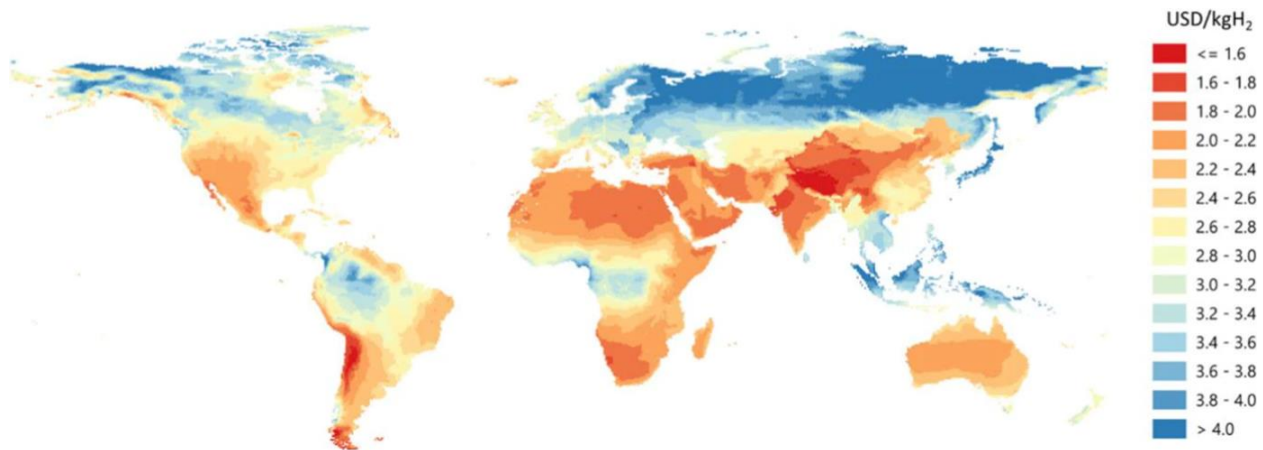 USD/kgH₂
<= 1.6
1.6 - 1.8
1.8 - 2.0
2.0 - 2.2
2.2 - 2.4
2.4 - 2.6
2.6 - 2.8
2.8 - 3.0
3.0 - 3.2
3.2 - 3.4
3.4 - 3.6
3.6 - 3.8
3.8 - 4.0
> 4.0